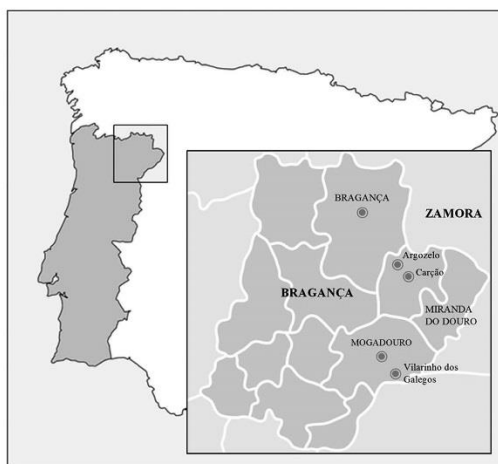 BRAGANÇA
ZAMORA
Argozelo
Carção
BRAGANÇA
MIRANDA
DO DOURO
MOGADOURO
Vilarinho dos
Galegos